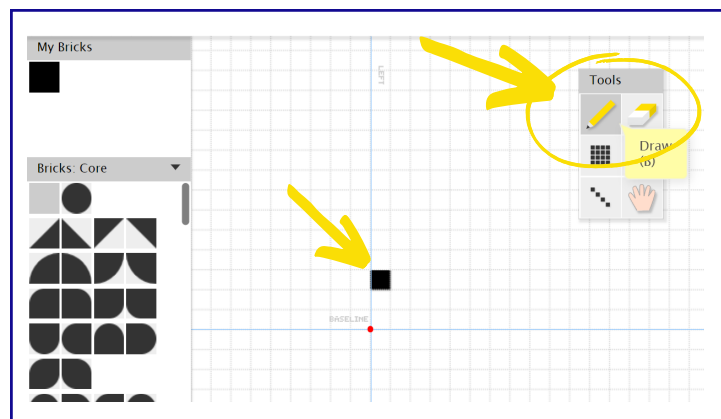 My Bricks
LEFT
Tools
Draw
(B)
Bricks: Core
BASELINE